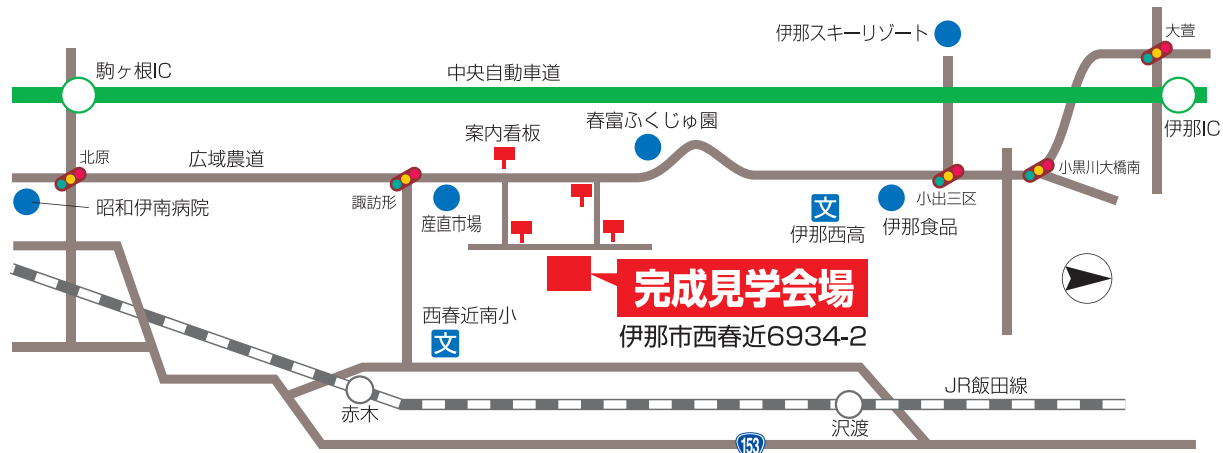 大萱
伊那スキーリゾート
駒ヶ根IC
中央自動車道
伊那IC
春富ふくじゅ園
案内看板
北原
広域農道
小黒川大橋南
諏訪形
小出三区
昭和伊南病院
産直市場
文
伊那食品
伊那西高
完成見学会場
伊那市西春近6934-2
西春近南小
文
JR飯田線
赤木
沢渡
153